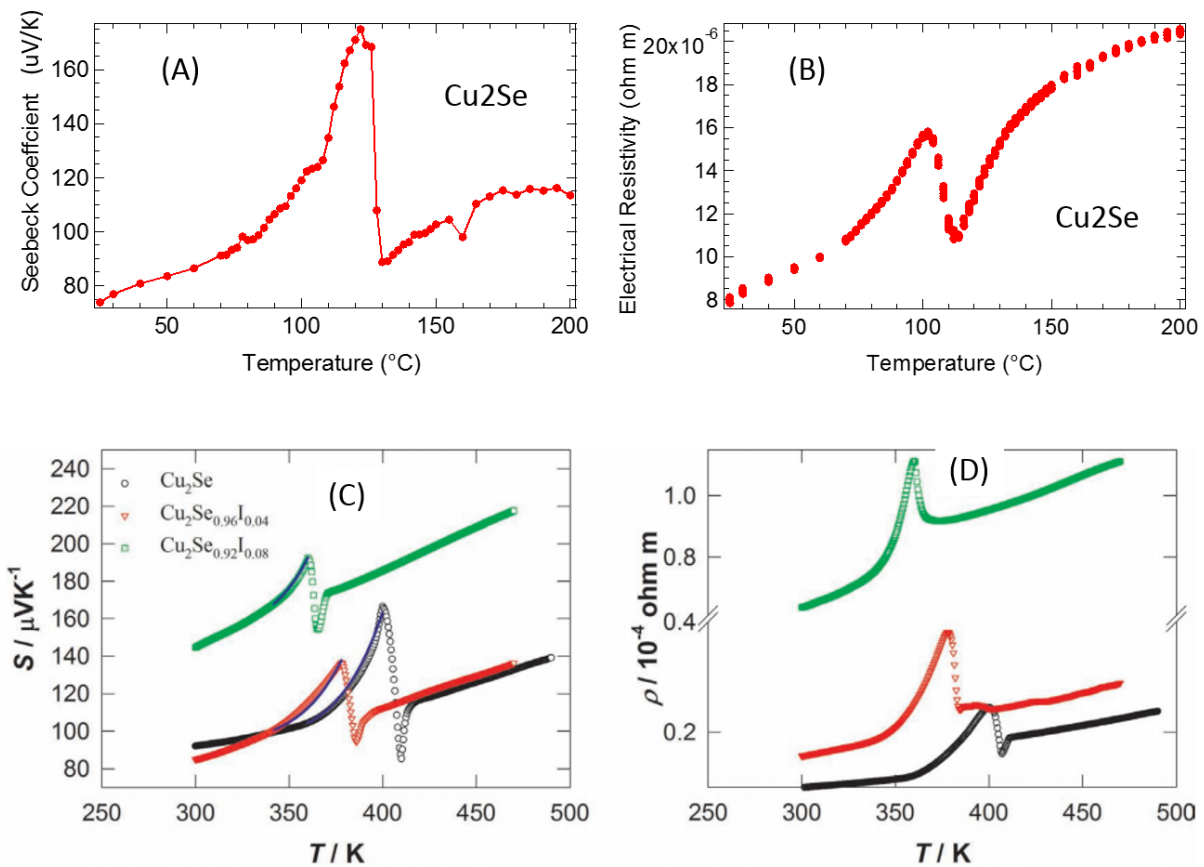 (A)
Cu2Se
Seebeck Coeffcient (uV/K)
160
140
120
100
80
50
100
150
200
Temperature (°C)
(B)
Cu2Se
Electrical Resistivity (ohm m)
20x10-6
18
16
14
12
10
8
50
100
150
200
Temperature (°C)
(C)
Cu2Se
Cu2Se0.96I0.04
Cu2Se0.92I0.08
S / μVK-1
240
220
200
180
160
140
120
100
80
250
300
350
400
450
500
T / K
(D)
ρ / 10-4 ohm m
1.0
0.8
0.4
0.2
250
300
350
400
450
500
T / K